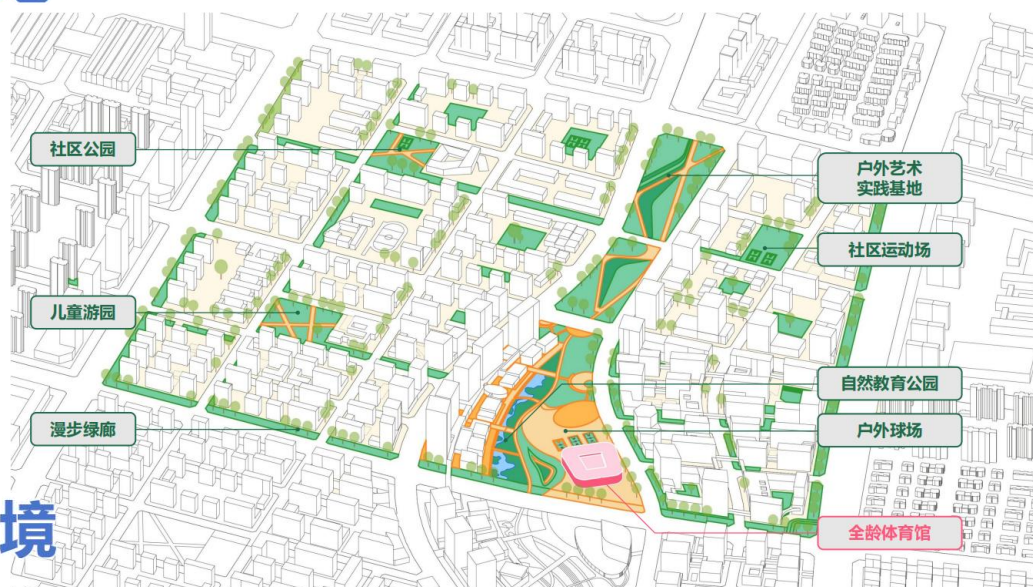 社区公园
户外艺术
实践基地
社区运动场
儿童游园
自然教育公园
漫步绿廊
户外球场
境
全龄体育馆